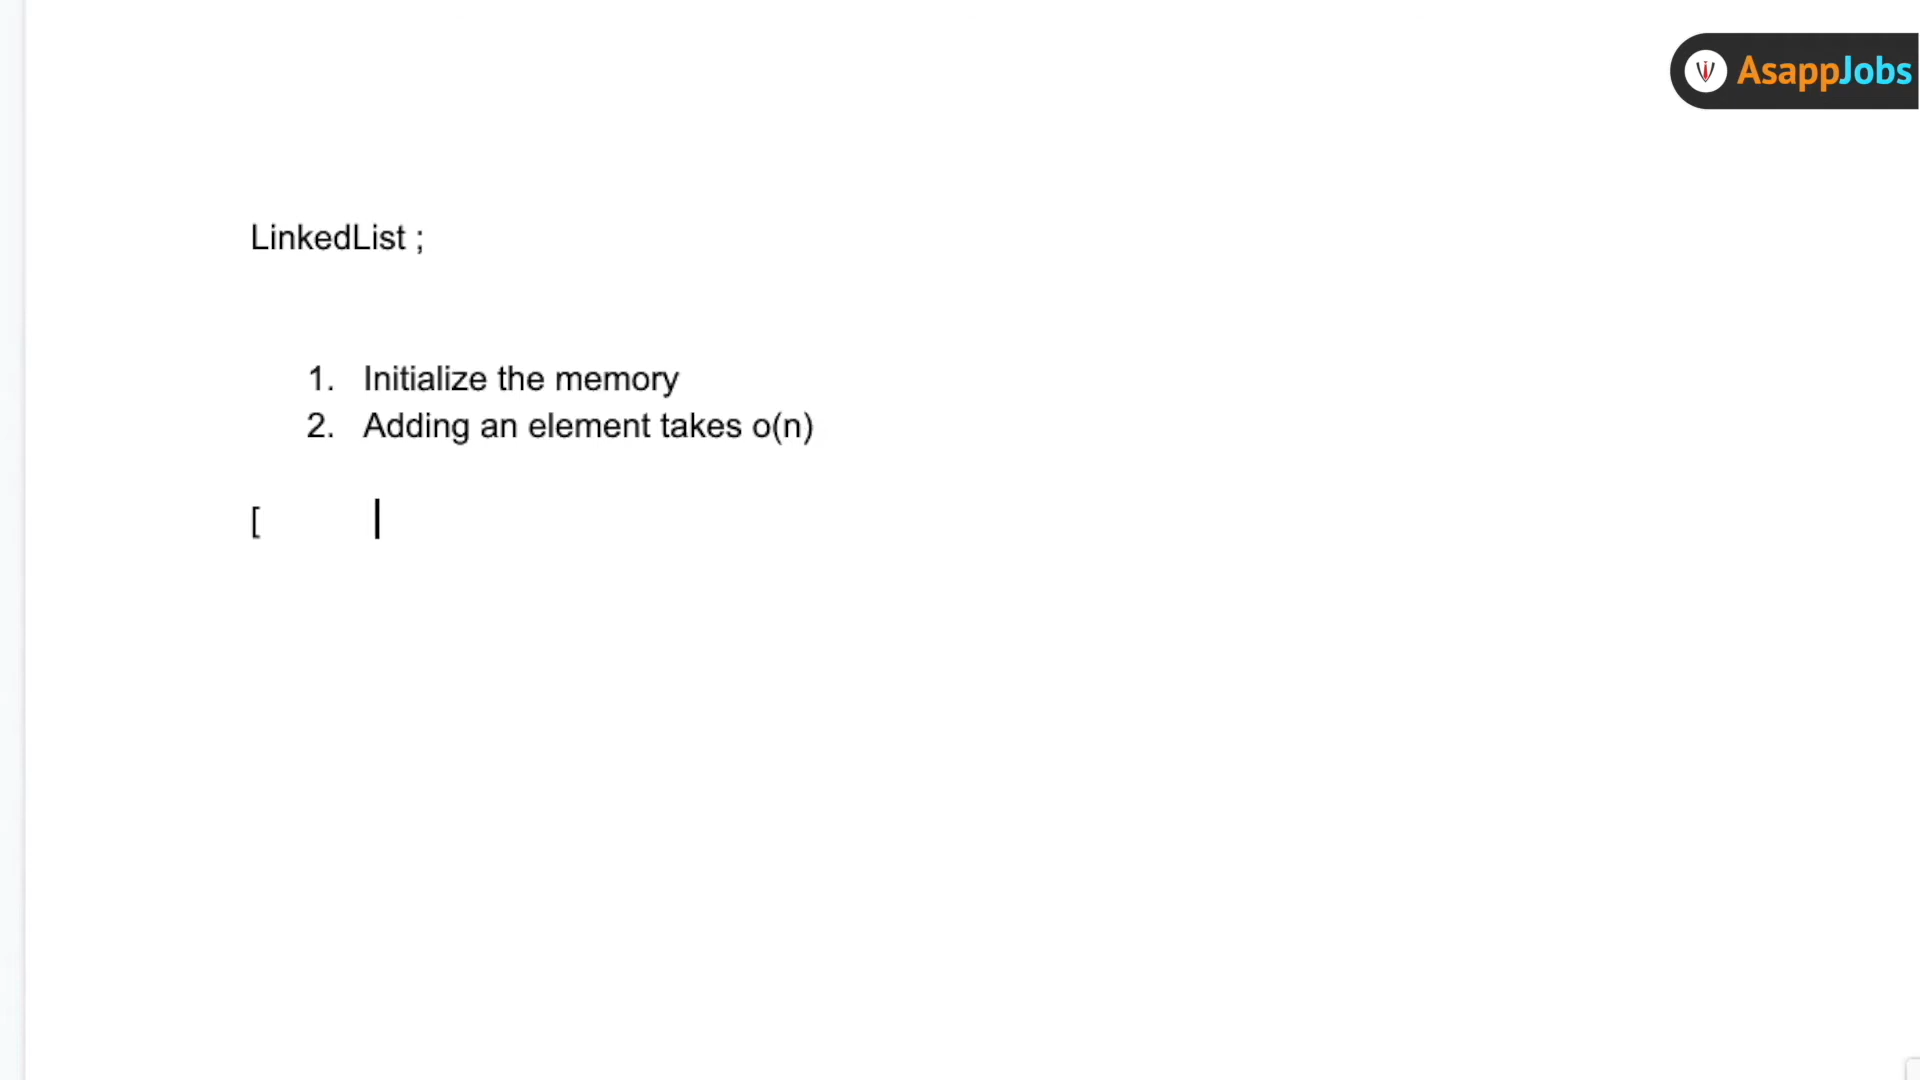 AsappJobs
LinkedList ;
1. Initialize the memory
2. Adding an element takes o(n)
[